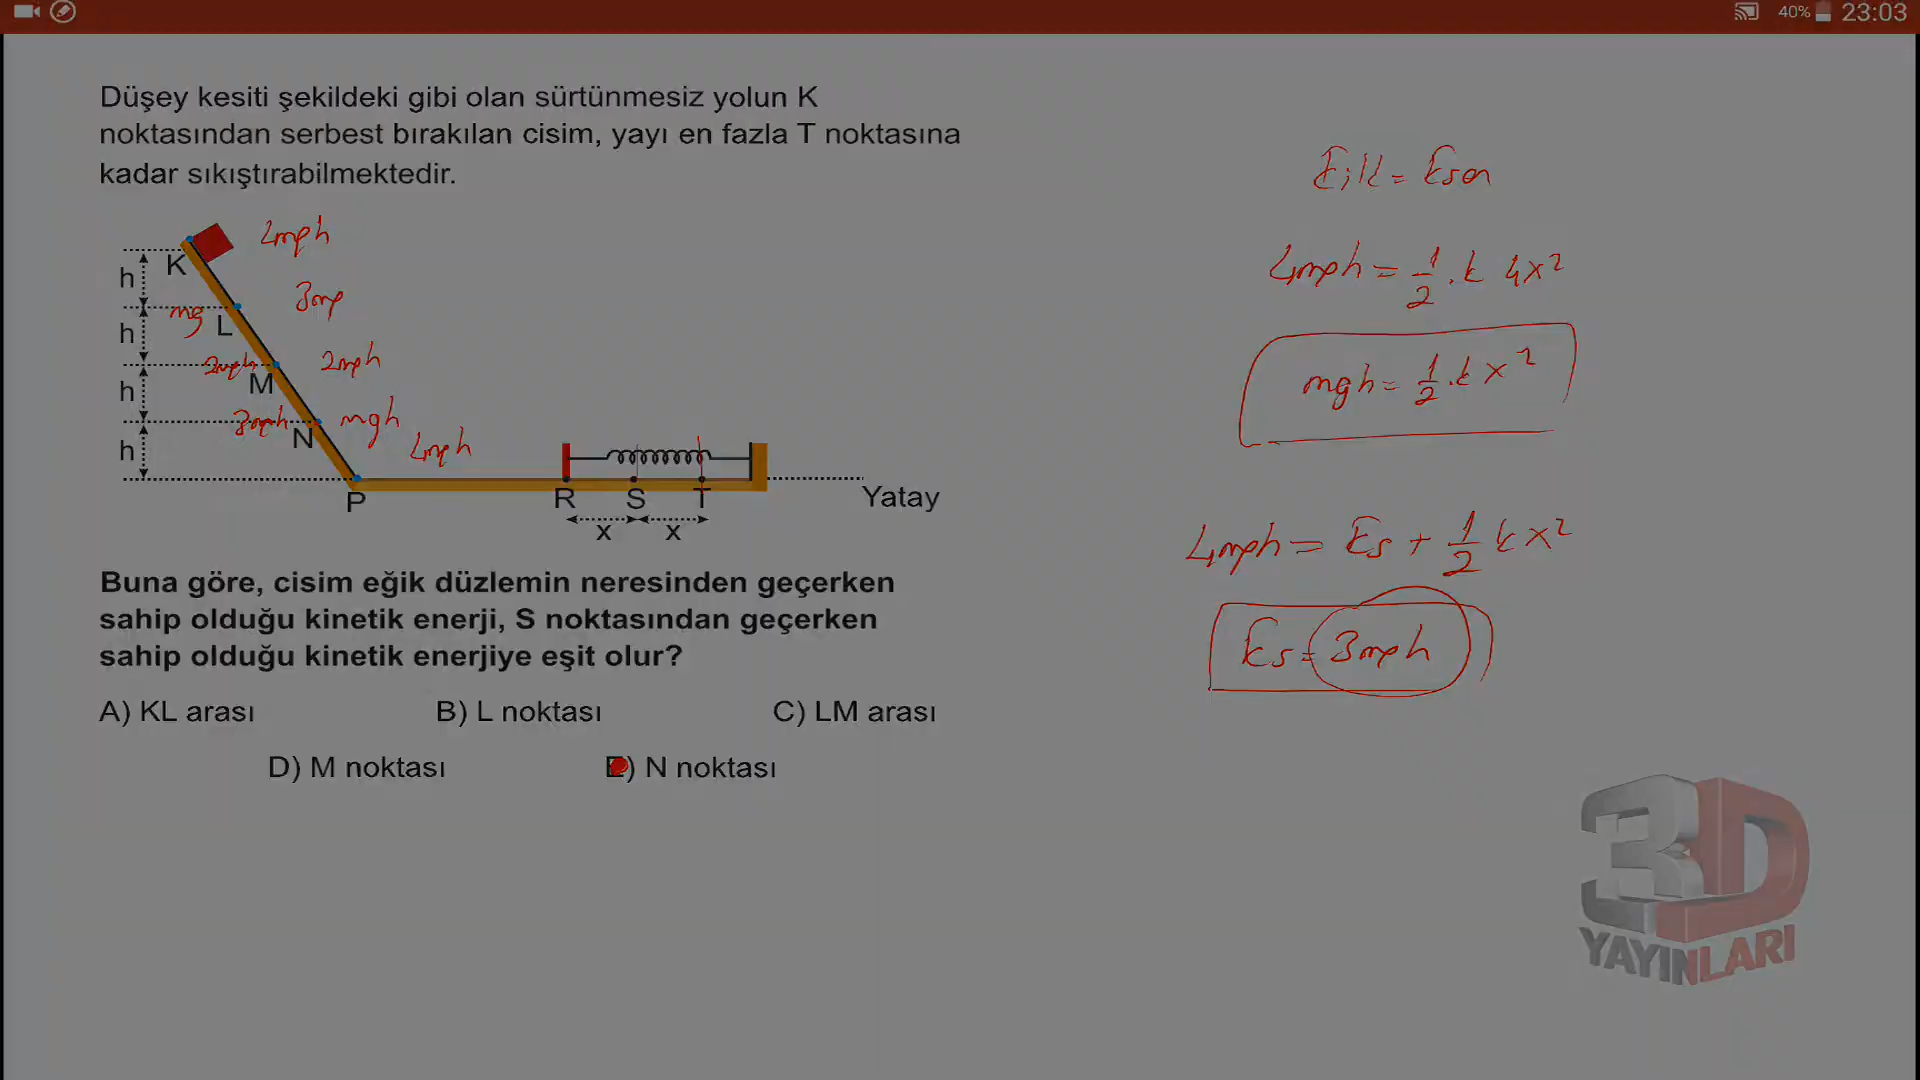 40% 23:03
Düşey kesiti şekildeki gibi olan sürtünmesiz yolun K
noktasından serbest bırakılan cisim, yayı en fazla T noktasına
kadar sıkıştırabilmektedir.
Eilk = Eson
4mgh
K
h
3mg
4mgh = 1/2 . k 4x²
mg
L
h
2mgh
M
2mgh
h
mgh = 1/2 . k x²
3mgh
N
mgh
h
4mgh
P
R
S
T
Yatay
x
x
4mgh = Es + 1/2 k x²
Buna göre, cisim eğik düzlemin neresinden geçerken
sahip olduğu kinetik enerji, S noktasından geçerken
sahip olduğu kinetik enerjiye eşit olur?
Es = 3mgh
A) KL arası B) L noktası C) LM arası
D) M noktası E) N noktası
3D
YAYINLARI